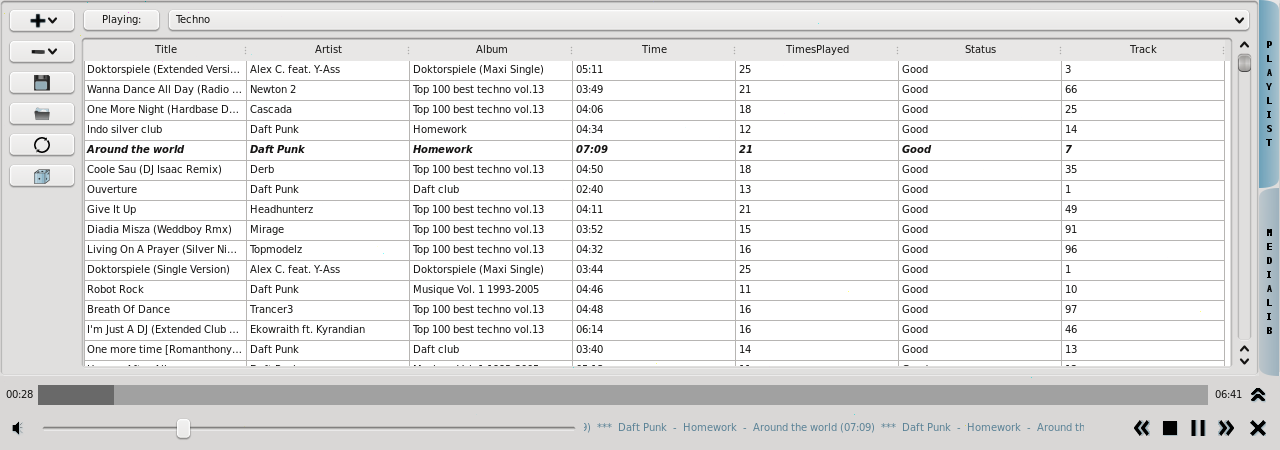 Playing: Techno
Title Artist Album Time TimesPlayed Status Track
Doktorspiele (Extended Versi... Alex C. feat. Y-Ass Doktorspiele (Maxi Single) 05:11 25 Good 3
Wanna Dance All Day (Radio ... Newton 2 Top 100 best techno vol.13 03:49 21 Good 66
One More Night (Hardbase D... Cascada Top 100 best techno vol.13 04:06 18 Good 25
Indo silver club Daft Punk Homework 04:34 12 Good 14
Around the world Daft Punk Homework 07:09 21 Good 7
Coole Sau (DJ Isaac Remix) Derb Top 100 best techno vol.13 04:50 18 Good 35
Ouverture Daft Punk Daft club 02:40 13 Good 1
Give It Up Headhunterz Top 100 best techno vol.13 04:11 21 Good 49
Diadia Misza (Weddboy Rmx) Mirage Top 100 best techno vol.13 03:52 15 Good 91
Living On A Prayer (Silver Ni... Topmodelz Top 100 best techno vol.13 04:32 16 Good 96
Doktorspiele (Single Version) Alex C. feat. Y-Ass Doktorspiele (Maxi Single) 03:44 25 Good 1
Robot Rock Daft Punk Musique Vol. 1 1993-2005 04:46 11 Good 10
Breath Of Dance Trancer3 Top 100 best techno vol.13 04:48 16 Good 97
I'm Just A DJ (Extended Club ... Ekowraith ft. Kyrandian Top 100 best techno vol.13 06:14 16 Good 46
One more time [Romanthony... Daft Punk Daft club 03:40 14 Good 13
PLAYLIST
MEDIALIB
00:28 06:41
9) *** Daft Punk - Homework - Around the world (07:09) *** Daft Punk - Homework - Around th